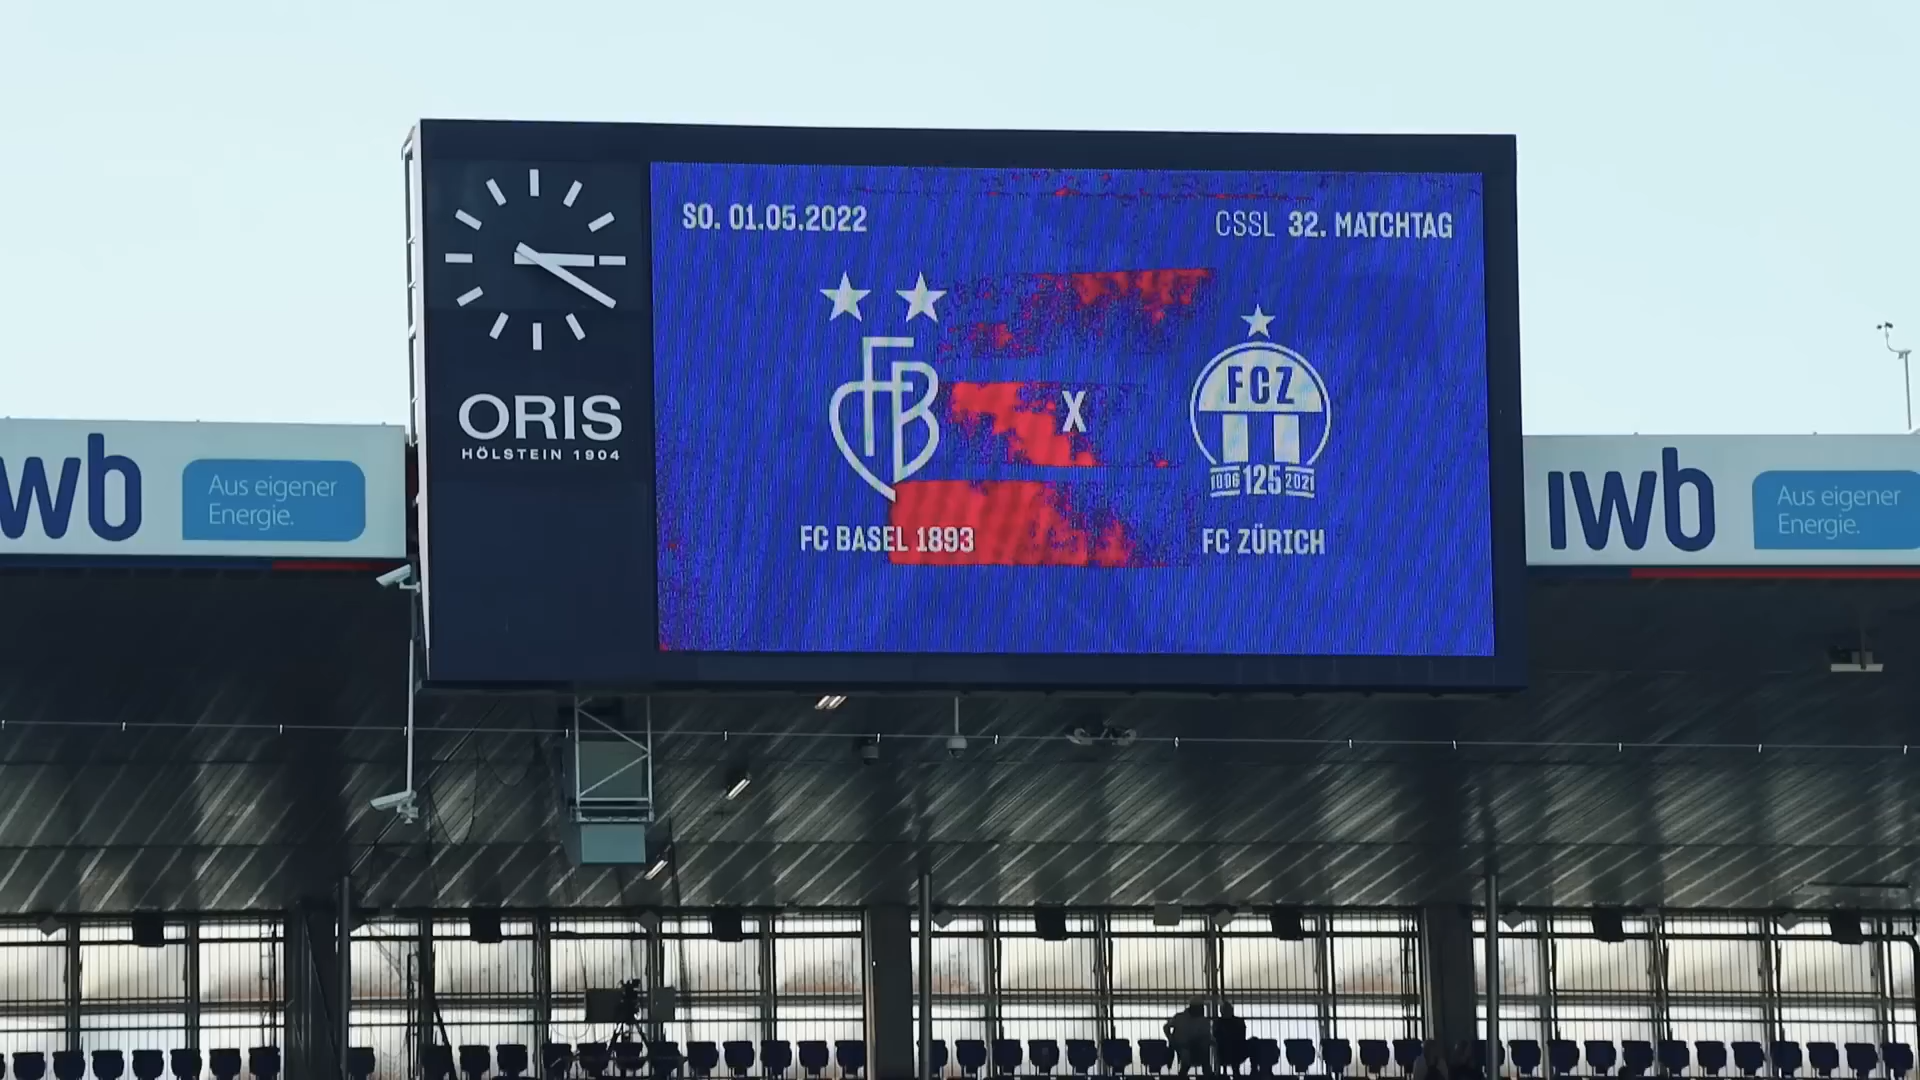 SO. 01.05.2022
CSSL 32. MATCHTAG
FCB
X
FCZ
1896 125 2021
FC BASEL 1893
FC ZÜRICH
ORIS
HÖLSTEIN 1904
iwb
Aus eigener
Energie.
iwb
Aus eigener
Energie.